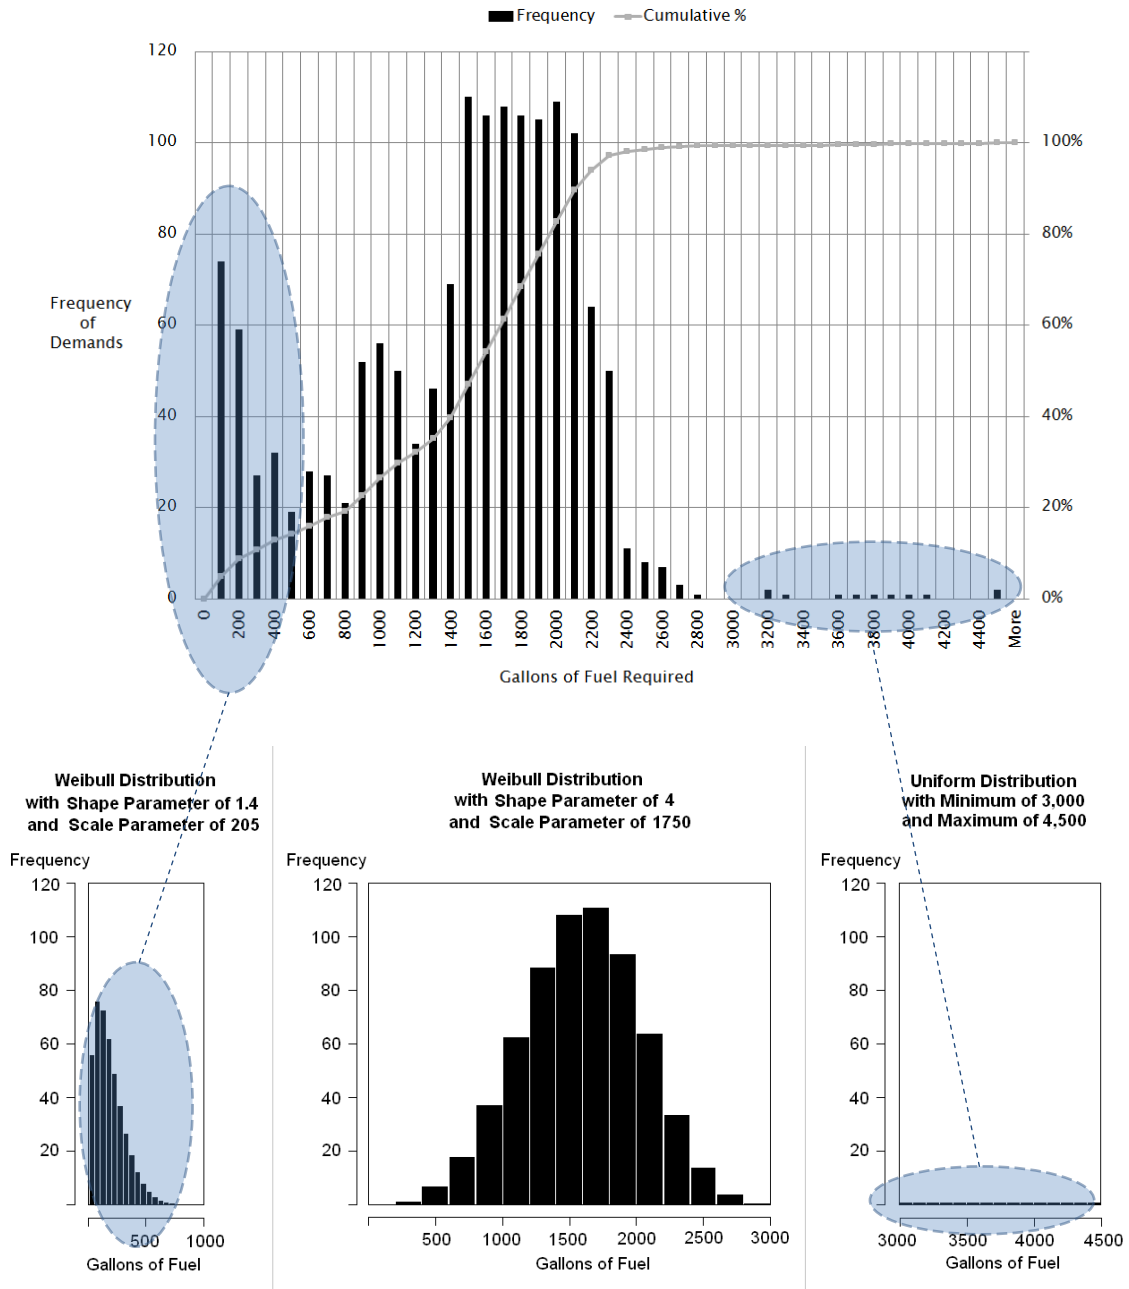 Frequency Cumulative %
120
100 100%
80 80%
Frequency
of
Demands
60 60%
40 40%
20 20%
0 0%
0 200 400 600 800 1000 1200 1400 1600 1800 2000 2200 2400 2600 2800 3000 3200 3400 3600 3800 4000 4200 4400 More
Gallons of Fuel Required
Weibull Distribution
with Shape Parameter of 1.4
and Scale Parameter of 205
Frequency
120
100
80
60
40
20
500 1000
Gallons of Fuel
Weibull Distribution
with Shape Parameter of 4
and Scale Parameter of 1750
Frequency
120
100
80
60
40
20
500 1000 1500 2000 2500 3000
Gallons of Fuel
Uniform Distribution
with Minimum of 3,000
and Maximum of 4,500
Frequency
120
100
80
60
40
20
3000 3500 4000 4500
Gallons of Fuel